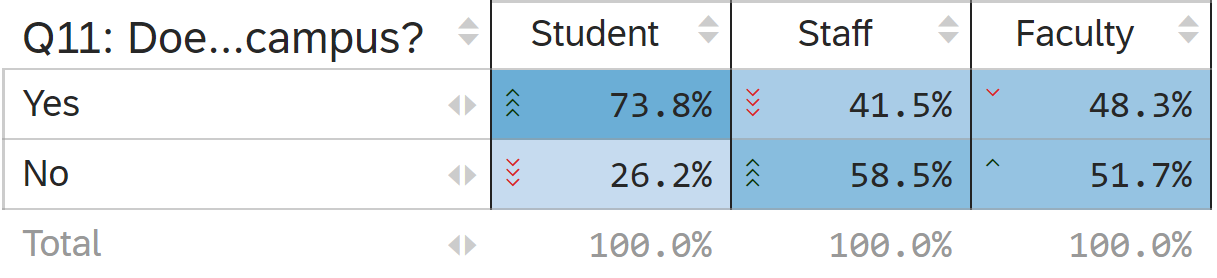 Q11: Doe...campus? Student Staff Faculty
Yes 73.8% 41.5% 48.3%
No 26.2% 58.5% 51.7%
Total 100.0% 100.0% 100.0%